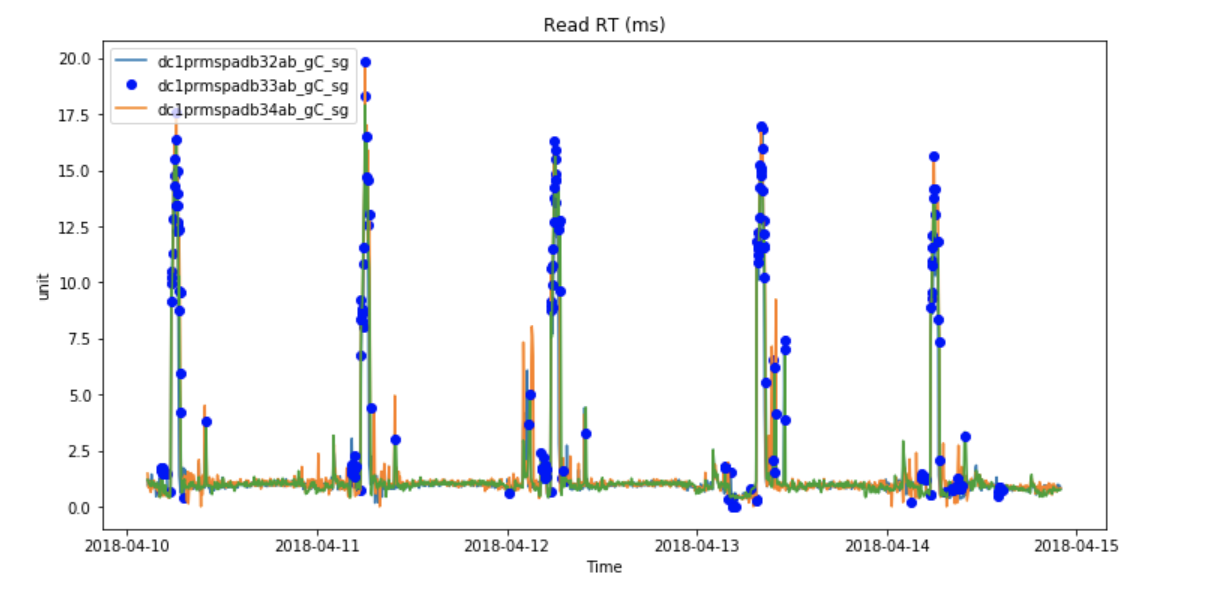 Read RT (ms)
dc1prmspadb32ab_gC_sg
dc1prmspadb33ab_gC_sg
dc1prmspadb34ab_gC_sg
20.0
17.5
15.0
12.5
10.0
7.5
5.0
2.5
0.0
unit
2018-04-10 2018-04-11 2018-04-12 2018-04-13 2018-04-14 2018-04-15
Time